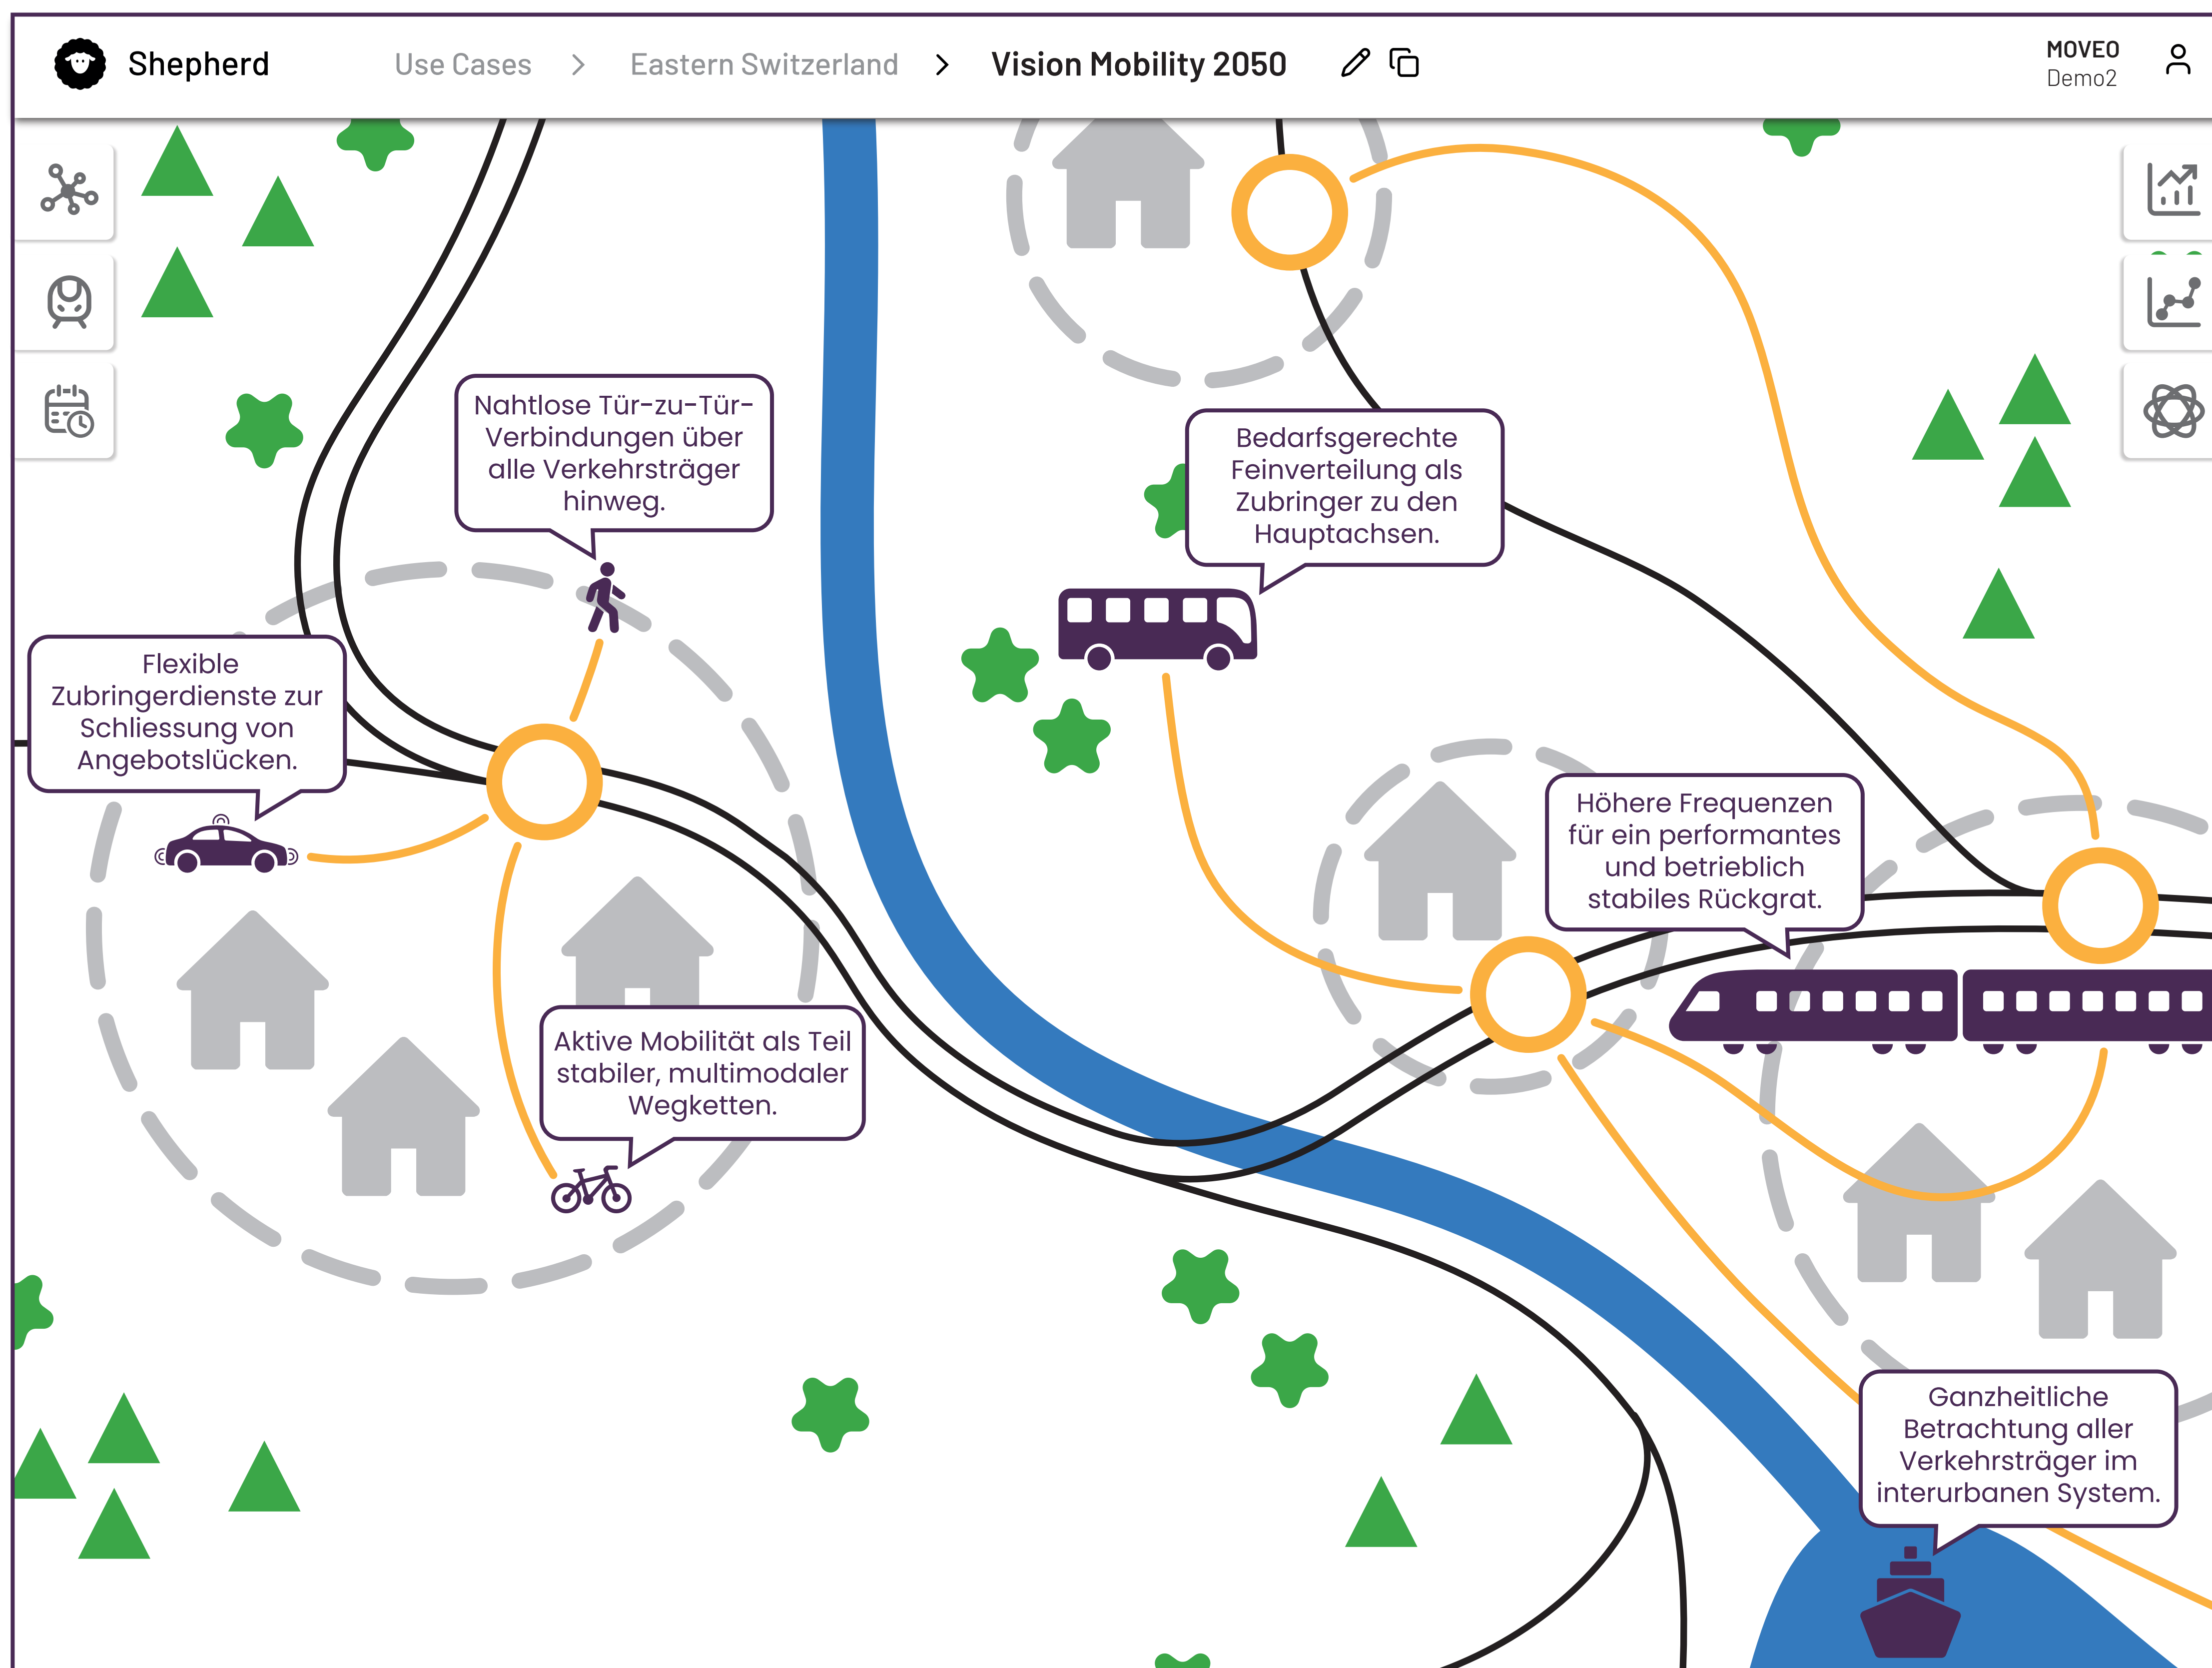 Shepherd
Use Cases
Eastern Switzerland
Vision Mobility 2050
MOVEO
Demo2
Nahtlose Tür-zu-Tür-
Verbindungen über
alle Verkehrsträger
hinweg.
Bedarfsgerechte
Feinverteilung als
Zubringer zu den
Hauptachsen.
Flexible
Zubringerdienste zur
Schliessung von
Angebotslücken.
Höhere Frequenzen
für ein performantes
und betrieblich
stabiles Rückgrat.
Aktive Mobilität als Teil
stabiler, multimodaler
Wegketten.
Ganzheitliche
Betrachtung aller
Verkehrsträger im
interurbanen System.